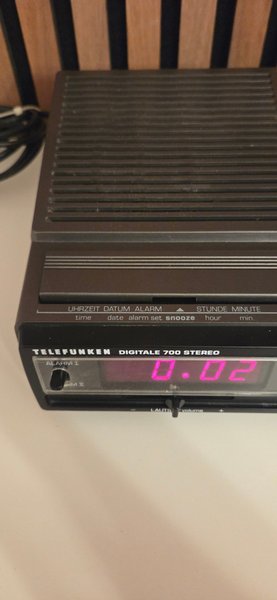 UHRZEIT DATUM ALARM ▲ STUNDE MINUTE
time date alarm set snooze hour min
TELEFUNKEN DIGITALE 700 STEREO
ALARM 1
0.02
- volume +